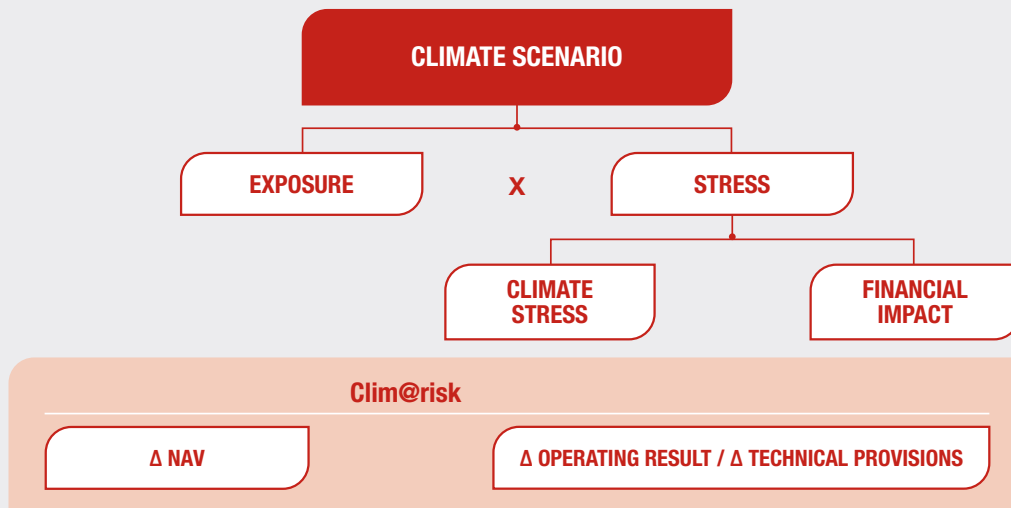 CLIMATE SCENARIO
EXPOSURE
X
STRESS
CLIMATE
STRESS
FINANCIAL
IMPACT
Clim@risk
Δ NAV
Δ OPERATING RESULT / Δ TECHNICAL PROVISIONS